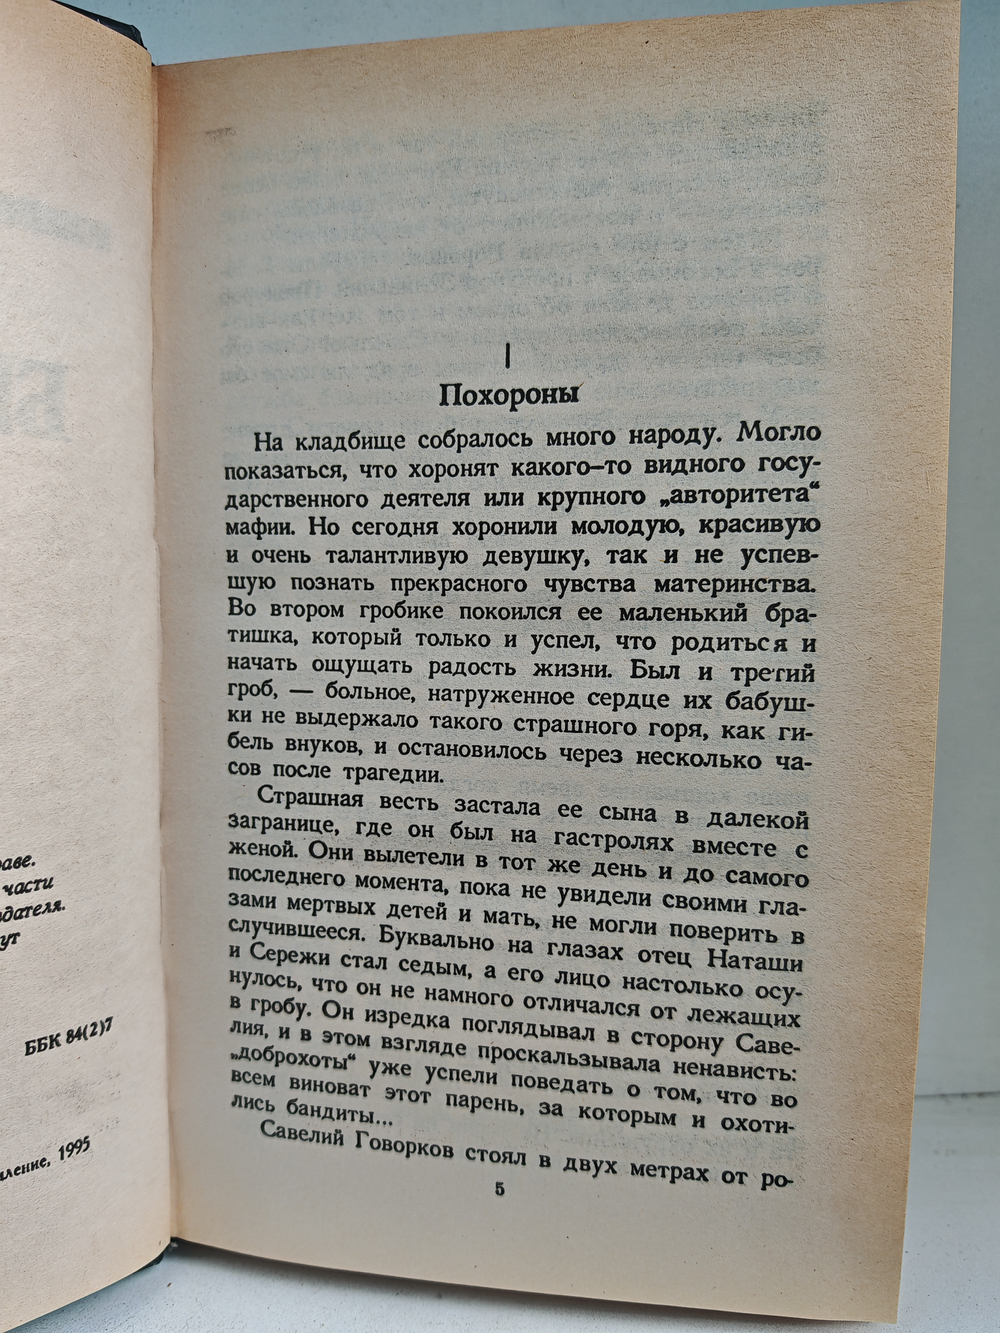 аве.
части
дателя.
ут
ББК 84(2)7
ление, 1995
I
Похороны
На кладбище собралось много народу. Могло
показаться, что хоронят какого-то видного госу-
дарственного деятеля или крупного „авторитета“
мафии. Но сегодня хоронили молодую, красивую
и очень талантливую девушку, так и не успев-
шую познать прекрасного чувства материнства.
Во втором гробике покоился ее маленький бра-
тишка, который только и успел, что родиться и
начать ощущать радость жизни. Был и третий
гроб, — больное, натруженное сердце их бабуш-
ки не выдержало такого страшного горя, как ги-
бель внуков, и остановилось через несколько ча-
сов после трагедии.
Страшная весть застала ее сына в далекой
загранице, где он был на гастролях вместе с
женой. Они вылетели в тот же день и до самого
последнего момента, пока не увидели своими гла-
зами мертвых детей и мать, не могли поверить в
случившееся. Буквально на глазах отец Наташи
и Сережи стал седым, а его лицо настолько осу-
нулось, что он не намного отличался от лежащих
в гробу. Он изредка поглядывал в сторону Саве-
лия, и в этом взгляде проскальзывала ненависть:
„доброхоты“ уже успели поведать о том, что во
всем виноват этот парень, за которым и охоти-
лись бандиты...
Савелий Говорков стоял в двух метрах от ро-
5